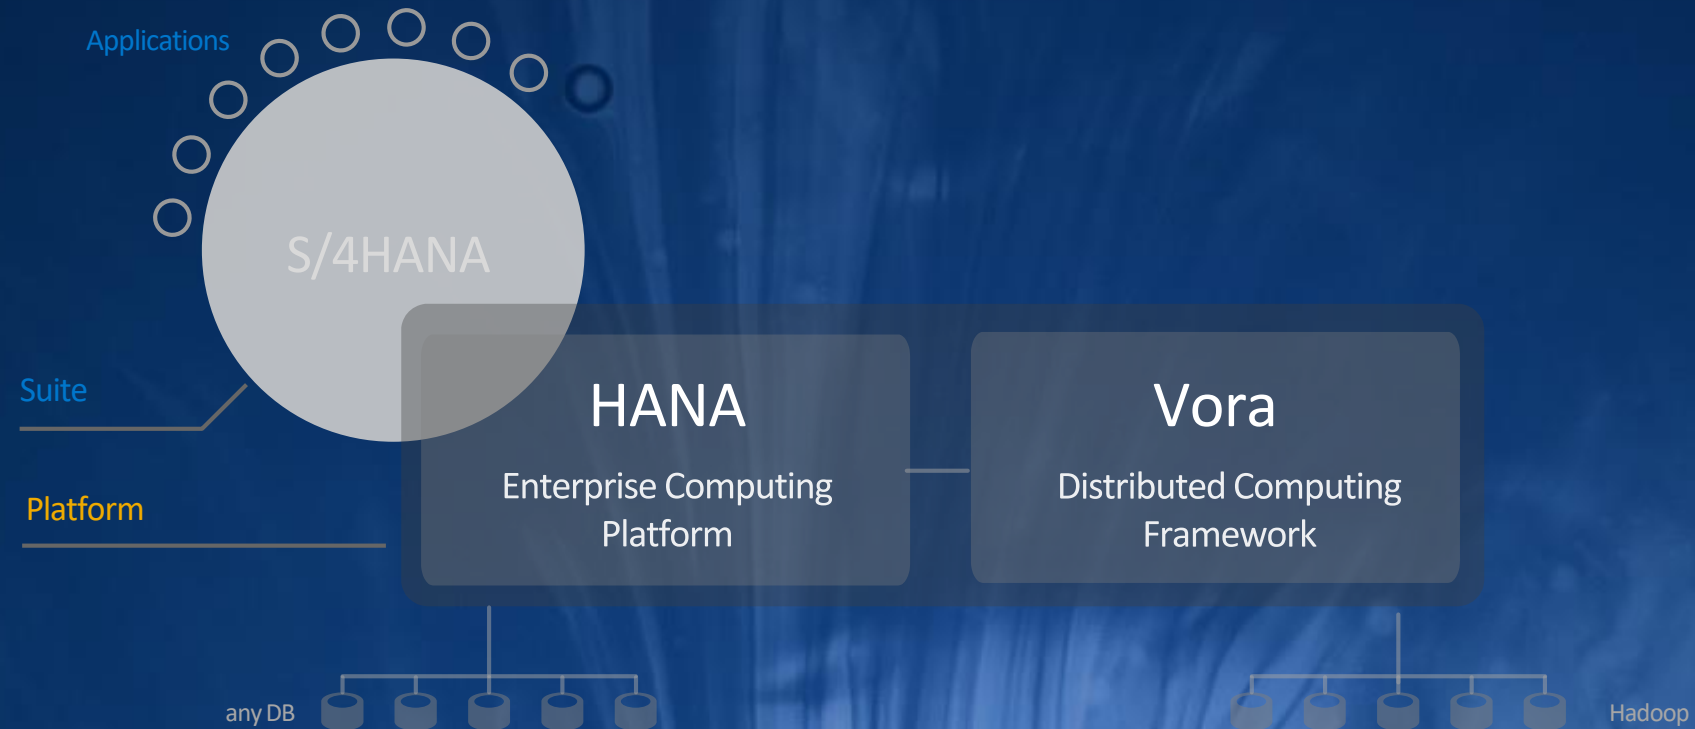 Applications
S/4HANA
Suite
HANA
Vora
Enterprise Computing
Platform
Distributed Computing
Framework
Platform
any DB
Hadoop